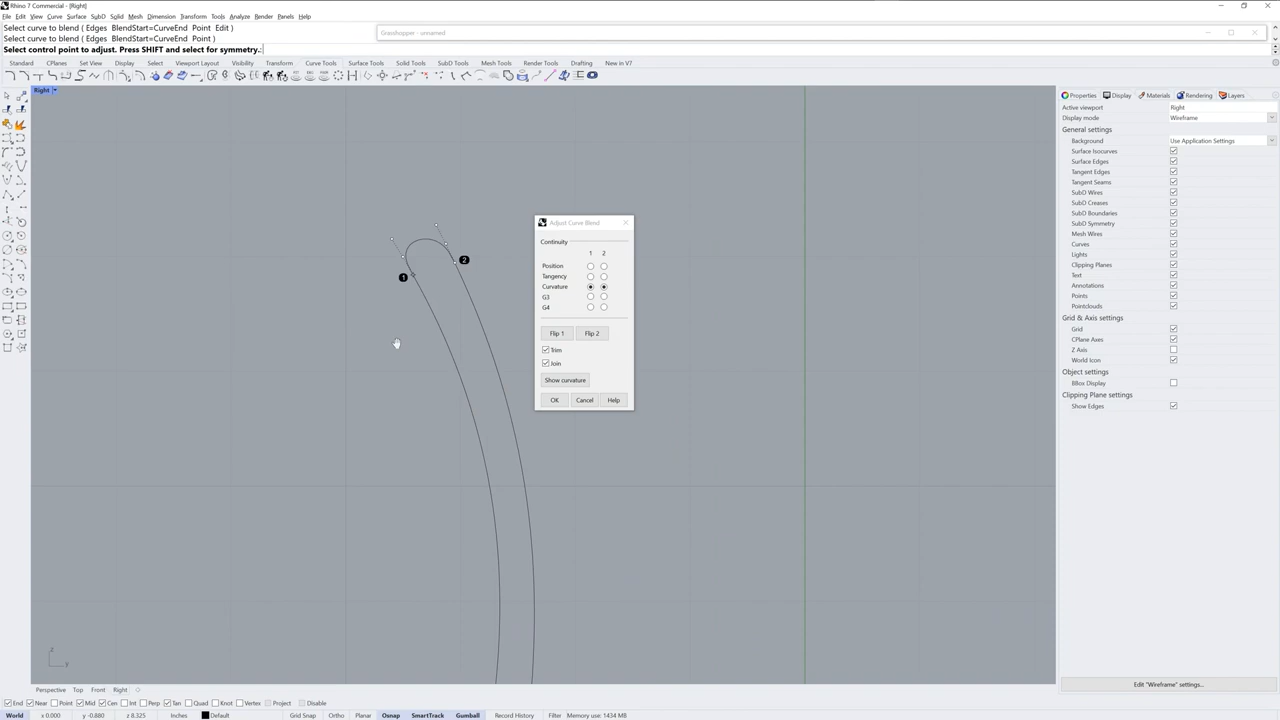 Rhino 7 Commercial - [Right]
File Edit View Curve Surface SubD Solid Mesh Dimension Transform Tools Analyze Render Panels Help
Select curve to blend ( Edges BlendStart=CurveEnd Point Edit )
Select curve to blend ( Edges BlendStart=CurveEnd Point )
Select control point to adjust. Press SHIFT and select for symmetry.:
Grasshopper - unnamed
Standard CPlanes Set View Display Select Viewport Layout Visibility Transform Curve Tools Surface Tools Solid Tools SubD Tools Mesh Tools Render Tools Drafting New in V7
Right
1
2
z
y
Adjust Curve Blend
Continuity
1 2
Position
Tangency
Curvature
G3
G4
Flip 1 Flip 2
Trim
Join
Show curvature
OK Cancel Help
Properties Display Materials Rendering Layers
Active viewport Right
Display mode Wireframe
General settings
Background Use Application Settings
Surface Isocurves
Surface Edges
Tangent Edges
Tangent Seams
SubD Wires
SubD Creases
SubD Boundaries
SubD Symmetry
Mesh Wires
Curves
Lights
Clipping Planes
Text
Annotations
Points
Pointclouds
Grid & Axis settings
Grid
CPlane Axes
Z Axis
World Icon
Object settings
BBox Display
Clipping Plane settings
Show Edges
Edit "Wireframe" settings...
Perspective Top Front Right
End Near Point Mid Cen Int Perp Tan Quad Knot Vertex Project Disable
World x 0.000 y -0.880 z 8.325 Inches Default Grid Snap Ortho Planar Osnap SmartTrack Gumball Record History Filter Memory use: 1434 MB